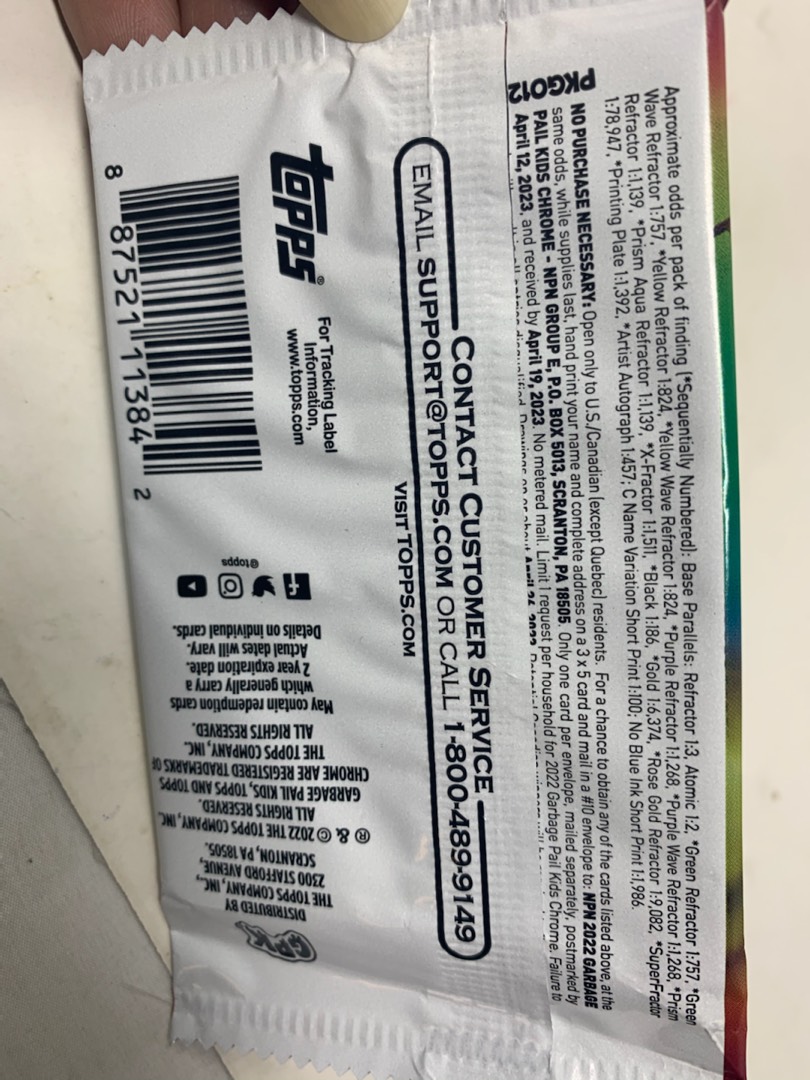 Approximate odds per pack of finding (*Sequentially Numbered): Base Parallels: Refractor 1:3, Atomic 1:2, *Green Refractor 1:757, *Green
Wave Refractor 1:757, *Yellow Refractor 1:824, *Yellow Wave Refractor 1:824, *Purple Refractor 1:1,268, *Purple Wave Refractor 1:1,268, *Prism
Refractor 1:1,139, *Prism Aqua Refractor 1:1,139, *X-Fractor 1:1,511, *Black 1:186, *Gold 1:6,374, *Rose Gold Refractor 1:9,082, *SuperFractor
1:78,947, *Printing Plate 1:1,392, *Artist Autograph 1:457; C Name Variation Short Print 1:100; No Blue Ink Short Print 1:1,986.
PKG012
NO PURCHASE NECESSARY: Open only to U.S./Canadian (except Quebec) residents. For a chance to obtain any of the cards listed above, at the
same odds, while supplies last, hand print your name and complete address on a 3 x 5 card and mail in a #10 envelope to: NPN 2022 GARBAGE
PAIL KIDS CHROME - NPN GROUP E, P.O. BOX 5013, SCRANTON, PA 18505. Only one card per envelope, mailed separately, postmarked by
April 12, 2023, and received by April 19, 2023. No metered mail. Limit 1 request per household for 2022 Garbage Pail Kids Chrome. Failure to
CONTACT CUSTOMER SERVICE
EMAIL SUPPORT@TOPPS.COM OR CALL 1-800-489-9149
VISIT TOPPS.COM
topps®
For Tracking Label
Information,
www.topps.com
8 87521 11384 2
@topps
GPK
DISTRIBUTED BY
THE TOPPS COMPANY, INC.,
2300 STAFFORD AVENUE,
SCRANTON, PA 18505.
® & © 2022 THE TOPPS COMPANY, INC.
ALL RIGHTS RESERVED.
GARBAGE PAIL KIDS, TOPPS AND TOPPS
CHROME ARE REGISTERED TRADEMARKS OF
THE TOPPS COMPANY, INC.
ALL RIGHTS RESERVED.
May contain redemption cards
which generally carry a
2 year expiration date.
Actual dates will vary.
Details on individual cards.